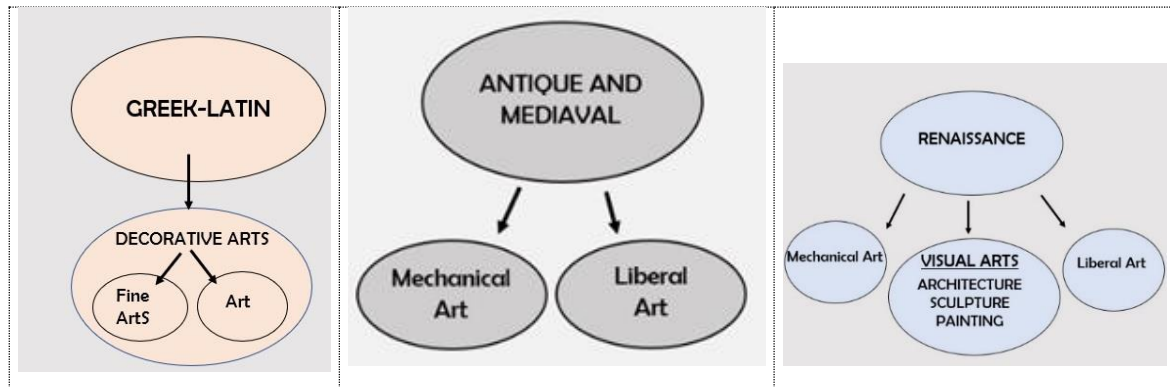 GREEK-LATIN
DECORATIVE ARTS
Fine
ArtS
Art
ANTIQUE AND
MEDIAVAL
Mechanical
Art
Liberal
Art
RENAISSANCE
Mechanical Art
VISUAL ARTS
ARCHITECTURE
SCULPTURE
PAINTING
Liberal Art